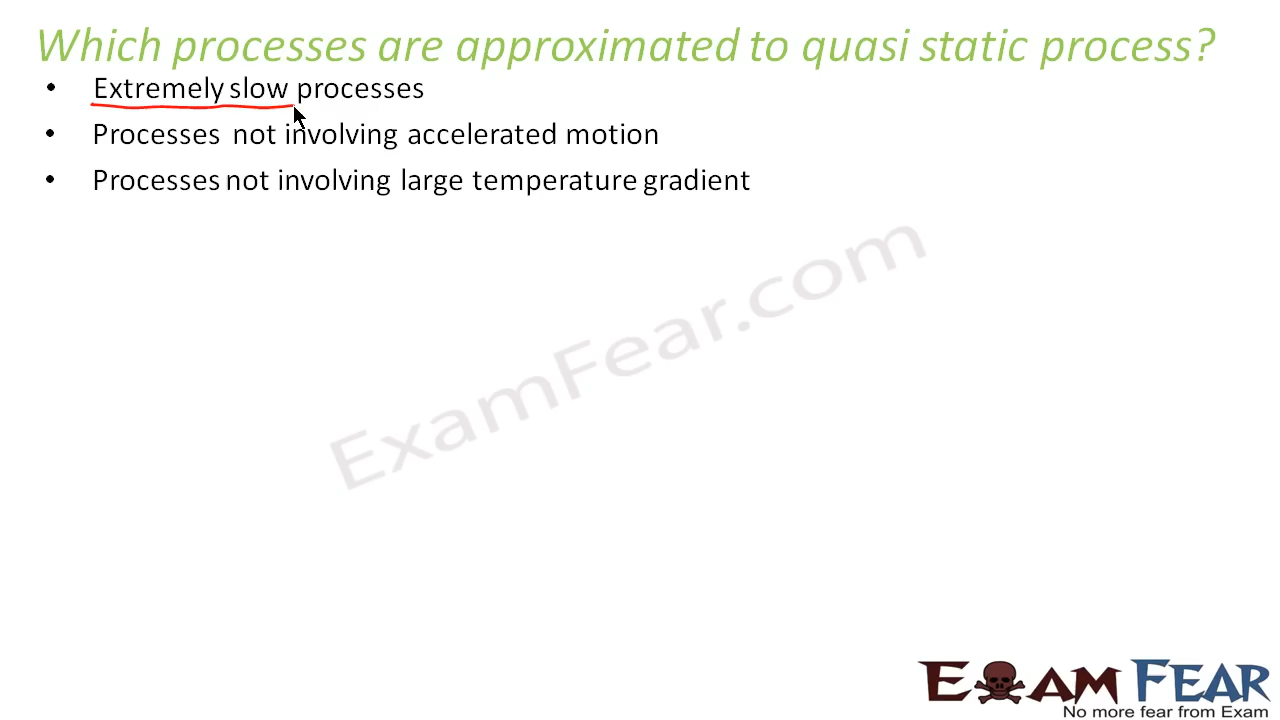 Which processes are approximated to quasi static process?
• Extremely slow processes
• Processes not involving accelerated motion
• Processes not involving large temperature gradient
ExamFear.com
EXAM FEAR
No more fear from Exam